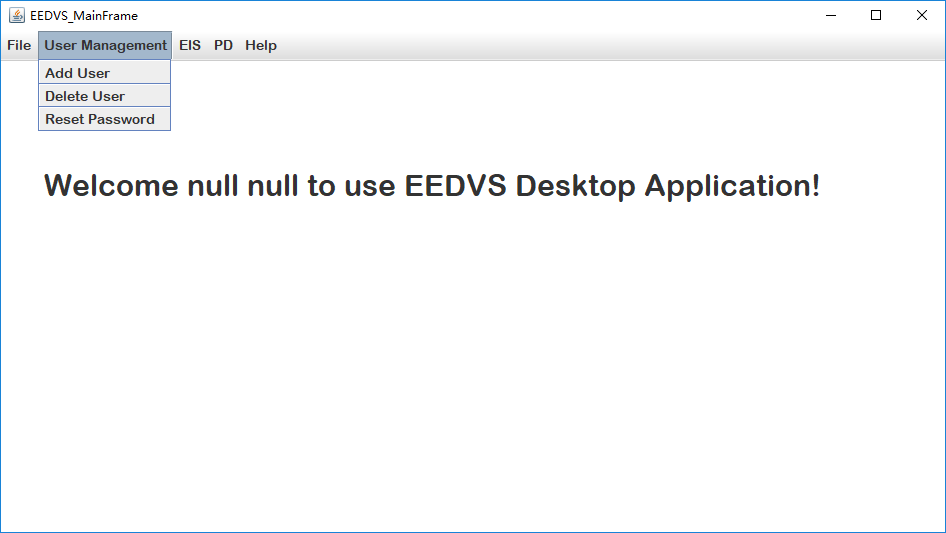 EEDVS_MainFrame
File User Management EIS PD Help
Add User
Delete User
Reset Password
Welcome null null to use EEDVS Desktop Application!